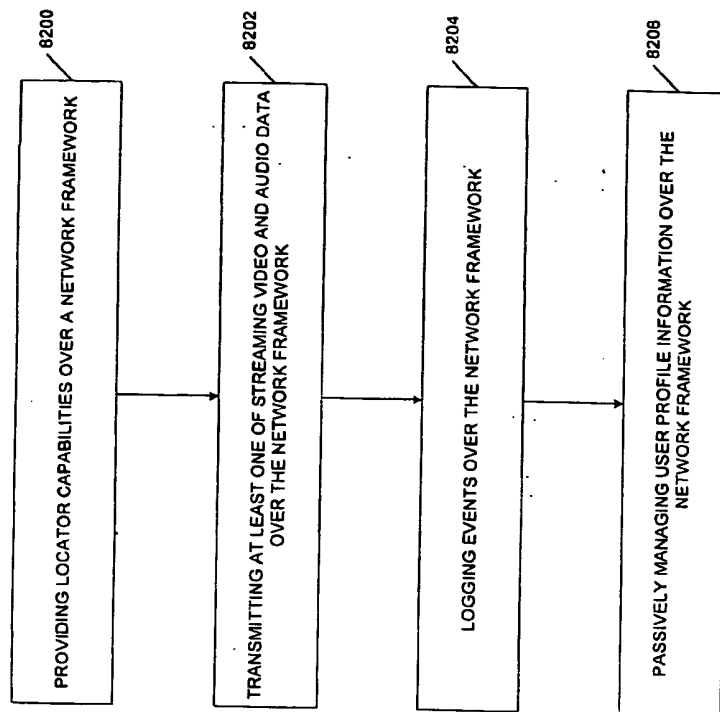 8200
PROVIDING LOCATOR CAPABILITIES OVER A NETWORK FRAMEWORK
8202
TRANSMITTING AT LEAST ONE OF STREAMING VIDEO AND AUDIO DATA
OVER THE NETWORK FRAMEWORK
8204
LOGGING EVENTS OVER THE NETWORK FRAMEWORK
8208
PASSIVELY MANAGING USER PROFILE INFORMATION OVER THE
NETWORK FRAMEWORK